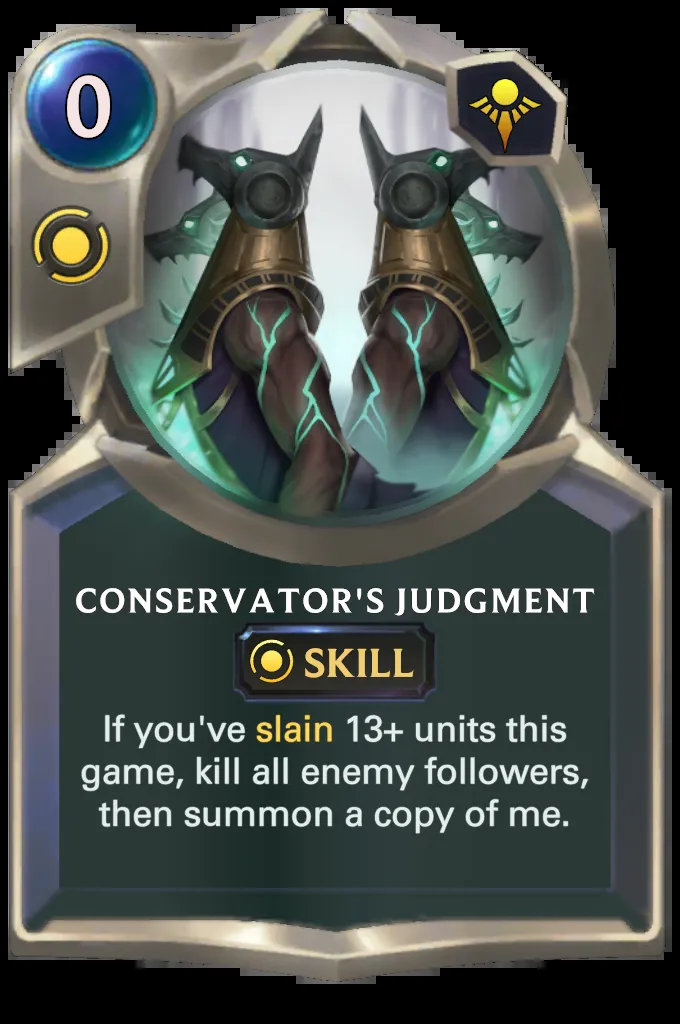 0
CONSERVATOR'S JUDGMENT
SKILL
If you've slain 13+ units this
game, kill all enemy followers,
then summon a copy of me.